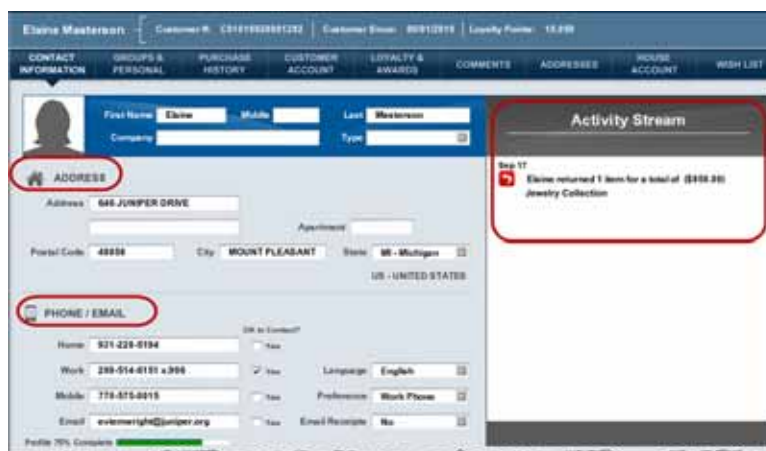 Elaine Masterson Customer #: Customer Since: Loyalty Points:
CONTACT INFORMATION GROUPS & PERSONAL PURCHASE HISTORY CUSTOMER ACCOUNT LOYALTY & AWARDS COMMENTS ADDRESSES HOUSE ACCOUNT WISH LIST
First Name Elaine Middle Last Masterson
Company Type
Activity Stream
Sep 17
Elaine returned 1 item for a total of
Jewelry Collection
ADDRESS
Address 646 JUNIPER DRIVE
Apartment
Postal Code City MOUNT PLEASANT State MI - Michigan
US - UNITED STATES
PHONE / EMAIL
OK to Contact?
Home Yes
Work Yes Language English
Mobile Yes Preference Work Phone
Email Yes Email Receipts No
Profile 70% Complete